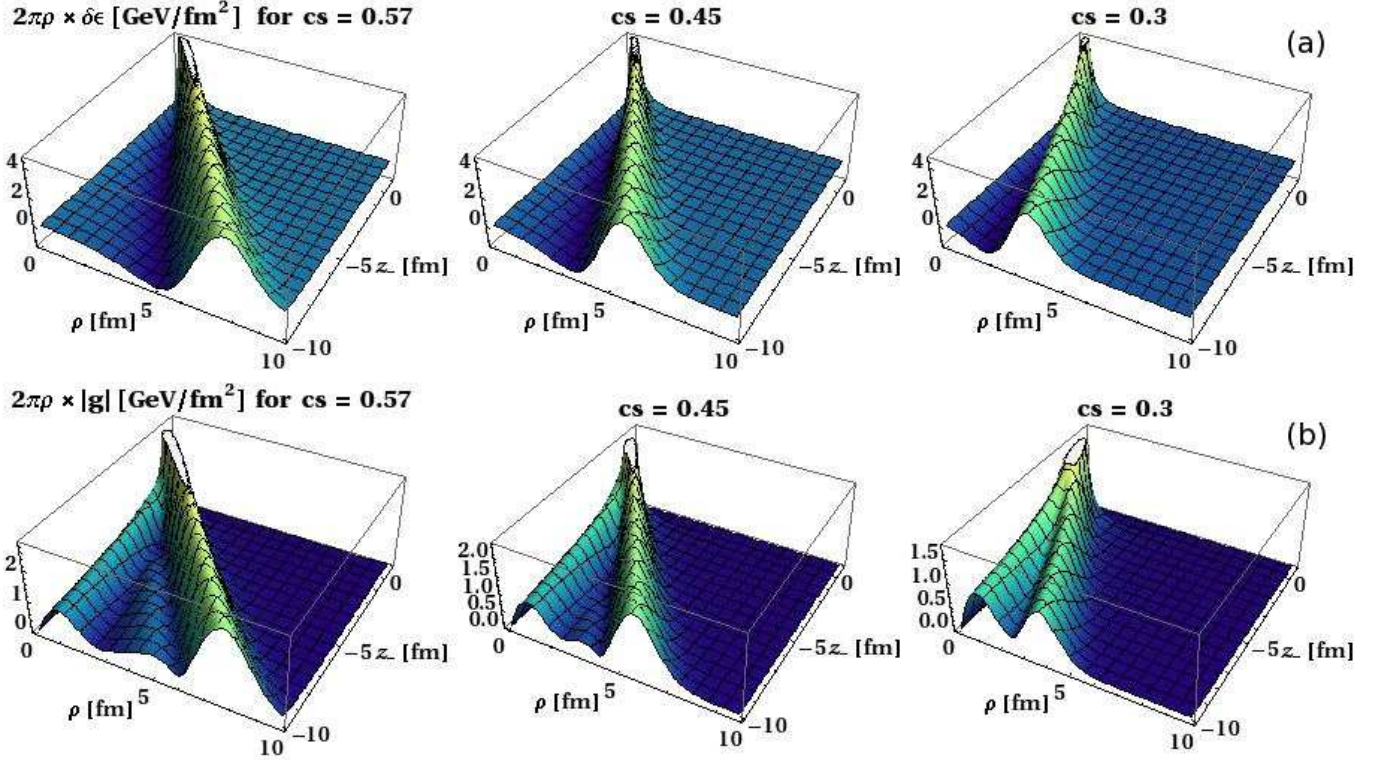 2πρ × δϵ [GeV/fm²] for cs = 0.57
cs = 0.45
cs = 0.3
(a)
4
2
0
0
ρ [fm] 5
10
−10
−5 z₋ [fm]
0
4
2
0
0
ρ [fm] 5
10
−10
−5 z₋ [fm]
0
4
2
0
0
ρ [fm] 5
10
−10
−5 z₋ [fm]
0
2πρ × |g| [GeV/fm²] for cs = 0.57
cs = 0.45
cs = 0.3
(b)
2
1
0
0
ρ [fm] 5
10
−10
−5 z₋ [fm]
0
2.0
1.5
1.0
0.5
0.0
0
ρ [fm] 5
10
−10
−5 z₋ [fm]
0
1.5
1.0
0.5
0.0
0
ρ [fm] 5
10
−10
−5 z₋ [fm]
0